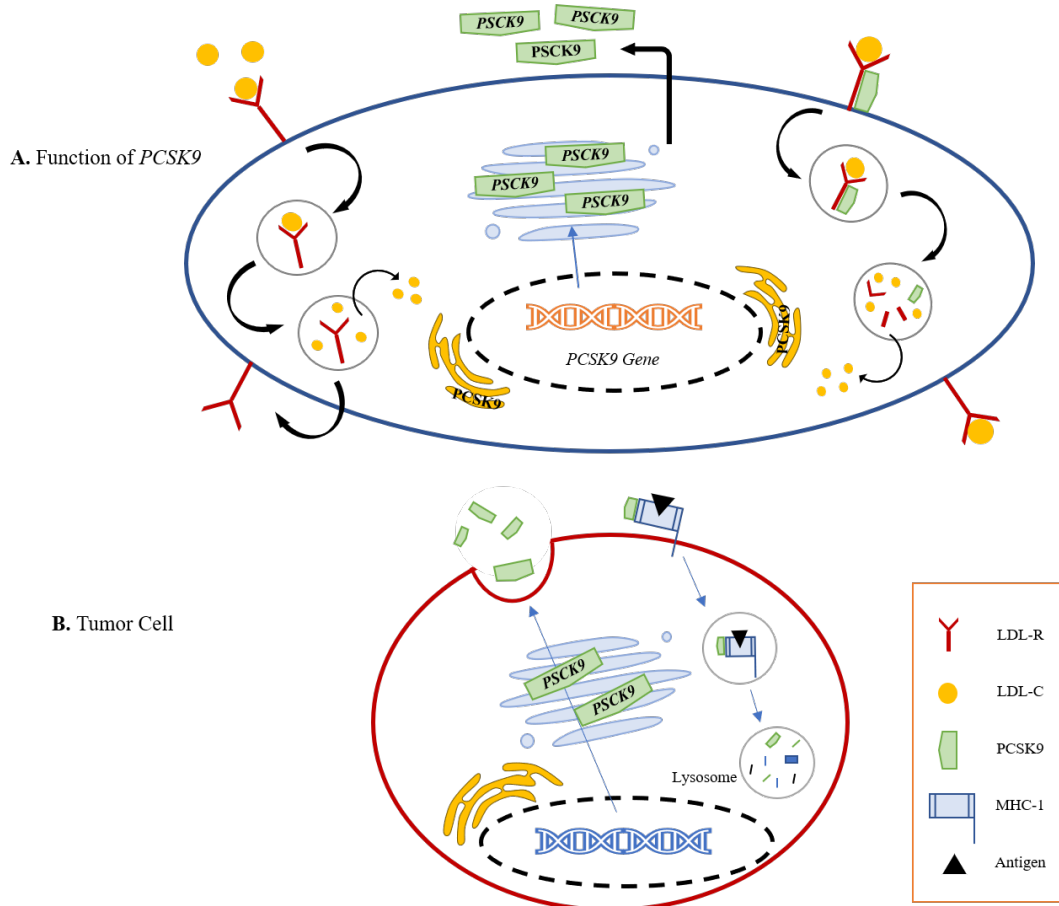 PSCK9
PSCK9
PSCK9
A. Function of PCSK9
PSCK9
PSCK9
PSCK9
PCSK9
PCSK9
PCSK9 Gene
B. Tumor Cell
PSCK9
PSCK9
Lysosome
LDL-R
LDL-C
PCSK9
MHC-1
Antigen